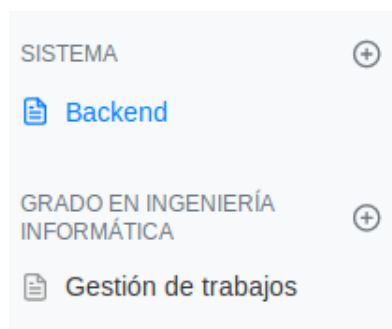 SISTEMA
Backend
GRADO EN INGENIERÍA
INFORMÁTICA
Gestión de trabajos